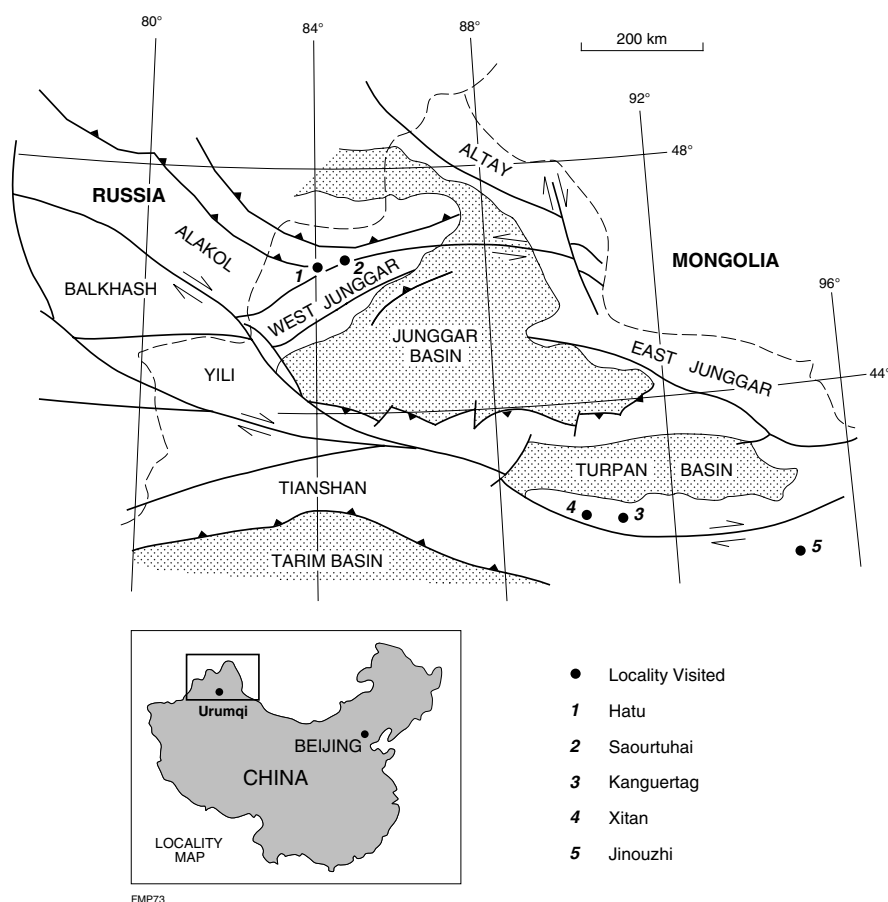 80°
84°
88°
200 km
92°
48°
ALTAY
RUSSIA
ALAKOL
MONGOLIA
1
2
BALKHASH
WEST JUNGGAR
96°
JUNGGAR
BASIN
EAST JUNGGAR
44°
YILI
TURPAN BASIN
TIANSHAN
4
3
5
TARIM BASIN
Urumqi
BEIJING
CHINA
LOCALITY
MAP
Locality Visited
1 Hatu
2 Saourtuhai
3 Kanguertag
4 Xitan
5 Jinouzhi
FMP73